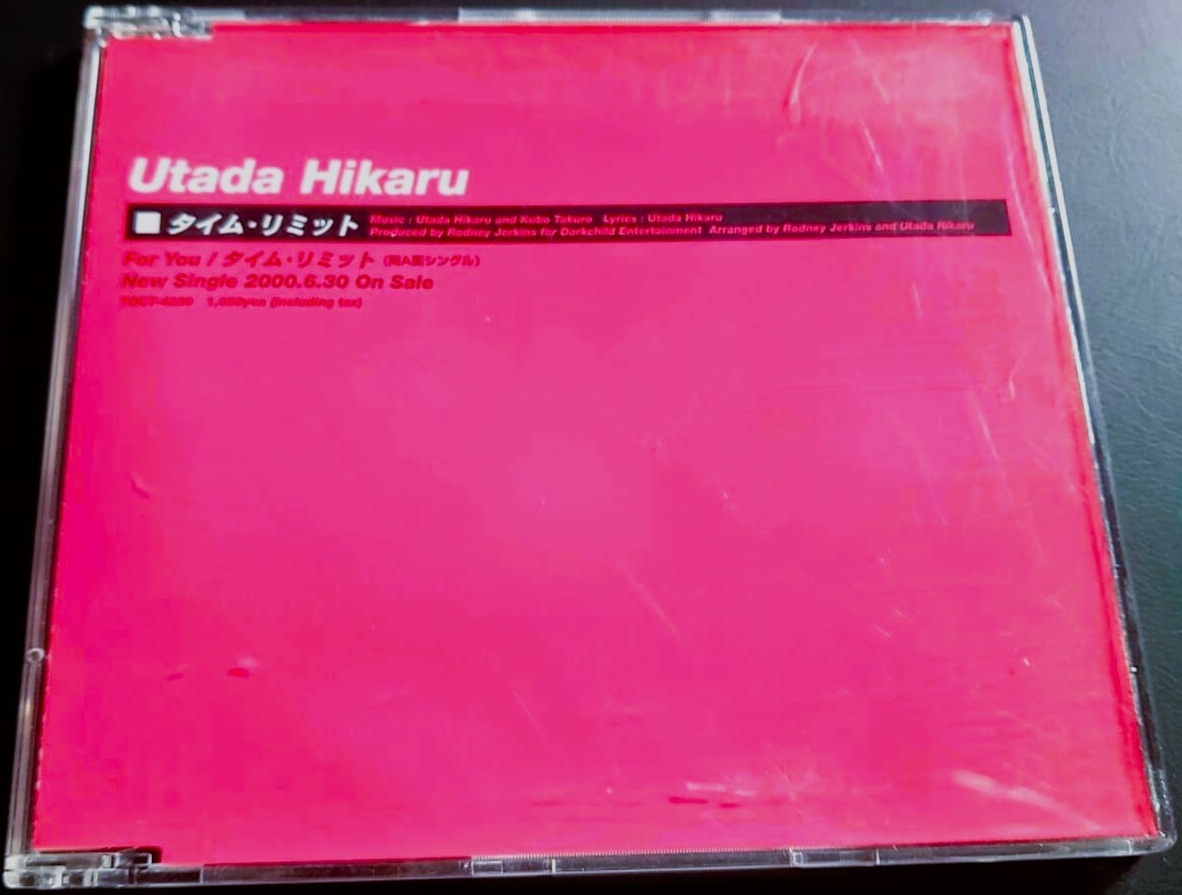 Utada Hikaru
■ タイム・リミット Music : Utada Hikaru and Kubo Takuro Lyrics : Utada Hikaru
Produced by Rodney Jerkins for Darkchild Entertainment Arranged by Rodney Jerkins and Utada Hikaru
For You / タイム・リミット (両A面シングル)
New Single 2000.6.30 On Sale
1,050yen (including tax)